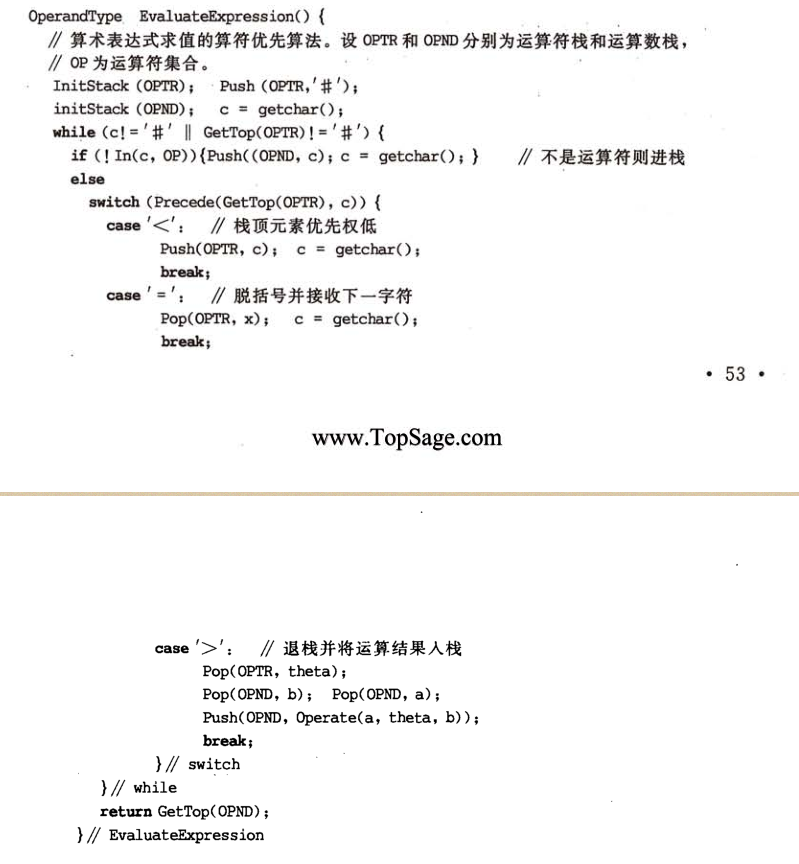 OperandType EvaluateExpression() {
// 算术表达式求值的算符优先算法。设 OPTR 和 OPND 分别为运算符栈和运算数栈,
// OP 为运算符集合。
InitStack (OPTR); Push (OPTR,'#');
initStack (OPND); c = getchar();
while (c!='#' || GetTop(OPTR)!='#') {
if (!In(c, OP)){Push((OPND, c); c = getchar(); } // 不是运算符则进栈
else
switch (Precede(GetTop(OPTR), c)) {
case '<': // 栈顶元素优先权低
Push(OPTR, c); c = getchar();
break;
case '=': // 脱括号并接收下一字符
Pop(OPTR, x); c = getchar();
break;
• 53 •
www.TopSage.com
case '>': // 退栈并将运算结果入栈
Pop(OPTR, theta);
Pop(OPND, b); Pop(OPND, a);
Push(OPND, Operate(a, theta, b));
break;
}// switch
}// while
return GetTop(OPND);
}// EvaluateExpression